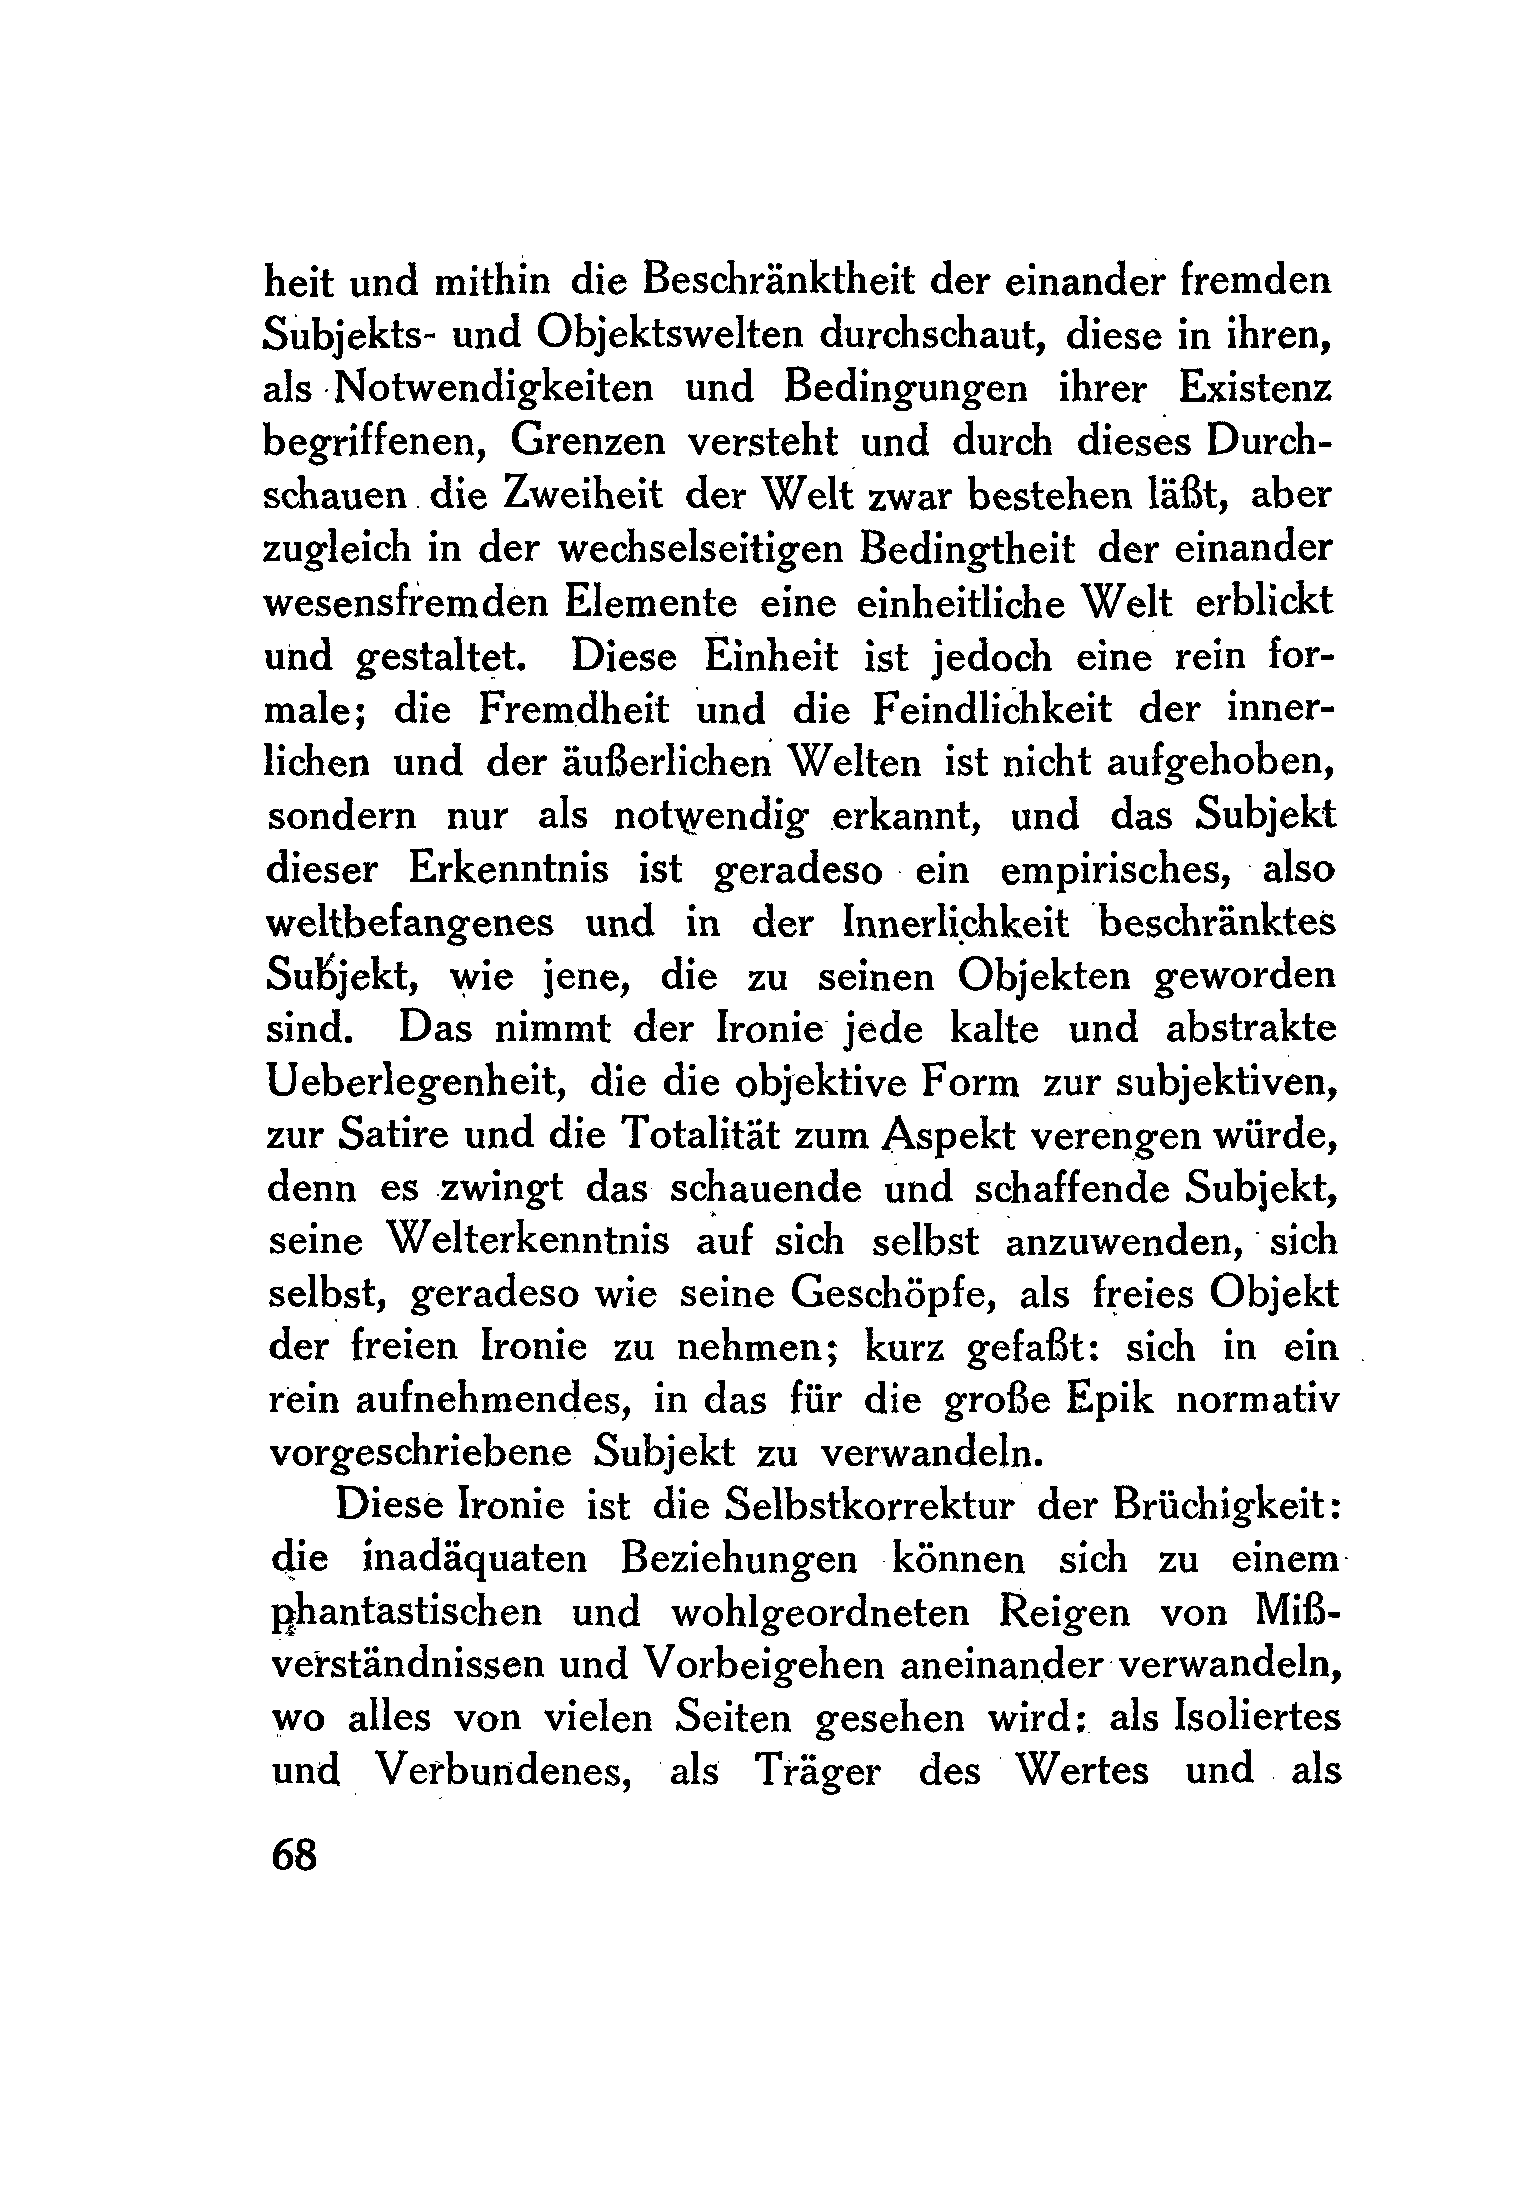 heit und mithin die Beschränktheit der einander fremden
Subjekts- und Objektswelten durchschaut, diese in ihren,
als Notwendigkeiten und Bedingungen ihrer Existenz
begriffenen, Grenzen versteht und durch dieses Durch-
schauen die Zweiheit der Welt zwar bestehen läßt, aber
zugleich in der wechselseitigen Bedingtheit der einander
wesensfremden Elemente eine einheitliche Welt erblickt
und gestaltet. Diese Einheit ist jedoch eine rein for-
male; die Fremdheit und die Feindlichkeit der inner-
lichen und der äußerlichen Welten ist nicht aufgehoben,
sondern nur als notwendig erkannt, und das Subjekt
dieser Erkenntnis ist geradeso ein empirisches, also
weltbefangenes und in der Innerlichkeit beschränktes
Subjekt, wie jene, die zu seinen Objekten geworden
sind. Das nimmt der Ironie jede kalte und abstrakte
Ueberlegenheit, die die objektive Form zur subjektiven,
zur Satire und die Totalität zum Aspekt verengen würde,
denn es zwingt das schauende und schaffende Subjekt,
seine Welterkenntnis auf sich selbst anzuwenden, sich
selbst, geradeso wie seine Geschöpfe, als freies Objekt
der freien Ironie zu nehmen; kurz gefaßt: sich in ein
rein aufnehmendes, in das für die große Epik normativ
vorgeschriebene Subjekt zu verwandeln.
Diese Ironie ist die Selbstkorrektur der Brüchigkeit:
die inadäquaten Beziehungen können sich zu einem
phantastischen und wohlgeordneten Reigen von Miß-
verständnissen und Vorbeigehen aneinander verwandeln,
wo alles von vielen Seiten gesehen wird: als Isoliertes
und Verbundenes, als Träger des Wertes und als
68